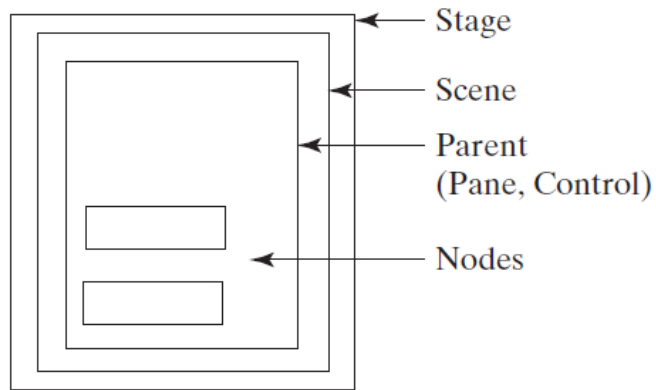 Stage
Scene
Parent
(Pane, Control)
Nodes